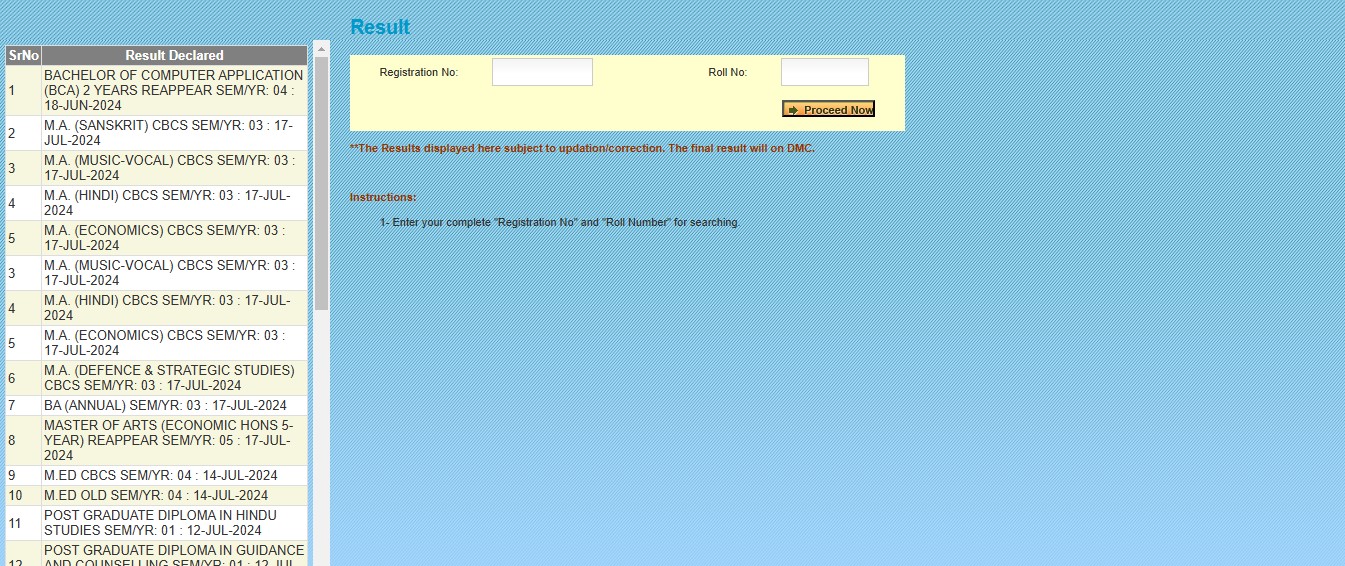 Result
SrNo Result Declared
1 BACHELOR OF COMPUTER APPLICATION
(BCA) 2 YEARS REAPPEAR SEM/YR: 04 :
18-JUN-2024
2 M.A. (SANSKRIT) CBCS SEM/YR: 03 : 17-
JUL-2024
3 M.A. (MUSIC-VOCAL) CBCS SEM/YR: 03 :
17-JUL-2024
4 M.A. (HINDI) CBCS SEM/YR: 03 : 17-JUL-
2024
5 M.A. (ECONOMICS) CBCS SEM/YR: 03 :
17-JUL-2024
3 M.A. (MUSIC-VOCAL) CBCS SEM/YR: 03 :
17-JUL-2024
4 M.A. (HINDI) CBCS SEM/YR: 03 : 17-JUL-
2024
5 M.A. (ECONOMICS) CBCS SEM/YR: 03 :
17-JUL-2024
6 M.A. (DEFENCE & STRATEGIC STUDIES)
CBCS SEM/YR: 03 : 17-JUL-2024
7 BA (ANNUAL) SEM/YR: 03 : 17-JUL-2024
8 MASTER OF ARTS (ECONOMIC HONS 5-
YEAR) REAPPEAR SEM/YR: 05 : 17-JUL-
2024
9 M.ED CBCS SEM/YR: 04 : 14-JUL-2024
10 M.ED OLD SEM/YR: 04 : 14-JUL-2024
11 POST GRADUATE DIPLOMA IN HINDU
STUDIES SEM/YR: 01 : 12-JUL-2024
12 POST GRADUATE DIPLOMA IN GUIDANCE
AND COUNSELLING SEM/YR: 01 : 12-JUL-
Registration No: Roll No:
Proceed Now
**The Results displayed here subject to updation/correction. The final result will on DMC.
Instructions:
1- Enter your complete "Registration No" and "Roll Number" for searching.